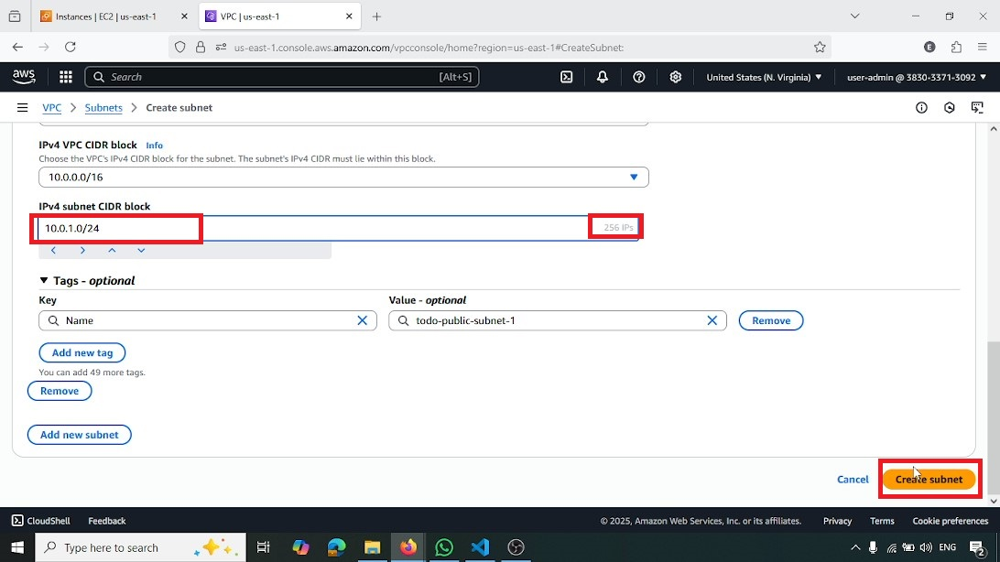 Instances | EC2 | us-east-1
VPC | us-east-1
us-east-1.console.aws.amazon.com/vpcconsole/home?region=us-east-1#CreateSubnet:
E
aws
Search
[Alt+S]
United States (N. Virginia)
user-admin @ 3830-3371-3092
VPC
Subnets
Create subnet
IPv4 VPC CIDR block
Info
Choose the VPC's IPv4 CIDR block for the subnet. The subnet's IPv4 CIDR must lie within this block.
10.0.0.0/16
IPv4 subnet CIDR block
10.0.1.0/24
256 IPs
Tags - optional
Key
Value - optional
Name
todo-public-subnet-1
Remove
Add new tag
You can add 49 more tags.
Remove
Add new subnet
Cancel
Create subnet
CloudShell
Feedback
© 2025, Amazon Web Services, Inc. or its affiliates.
Privacy
Terms
Cookie preferences
Type here to search
ENG
2